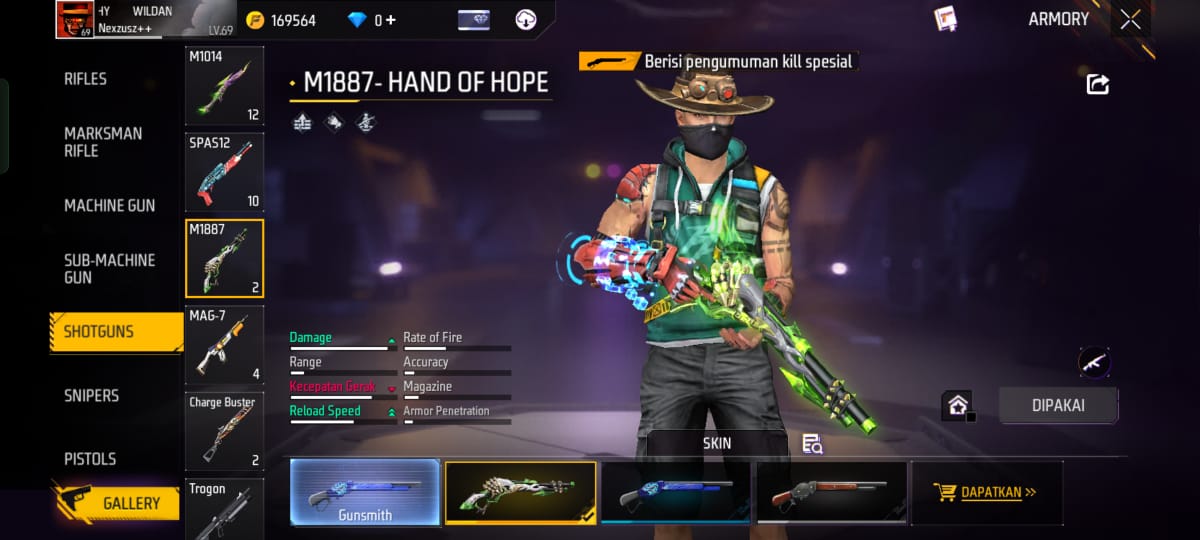 HY WILDAN
Nexzusz++
69
LV.69
169564
0+
ARMORY
RIFLES
MARKSMAN
RIFLE
MACHINE GUN
SUB-MACHINE
GUN
SHOTGUNS
SNIPERS
PISTOLS
GALLERY
M1014
12
SPAS12
10
M1887
2
MAG-7
4
Charge Buster
2
Trogon
M1887- HAND OF HOPE
Berisi pengumuman kill spesial
Damage
Rate of Fire
Range
Accuracy
Kecepatan Gerak
Magazine
Reload Speed
Armor Penetration
DIPAKAI
SKIN
Gunsmith
DAPATKAN >>